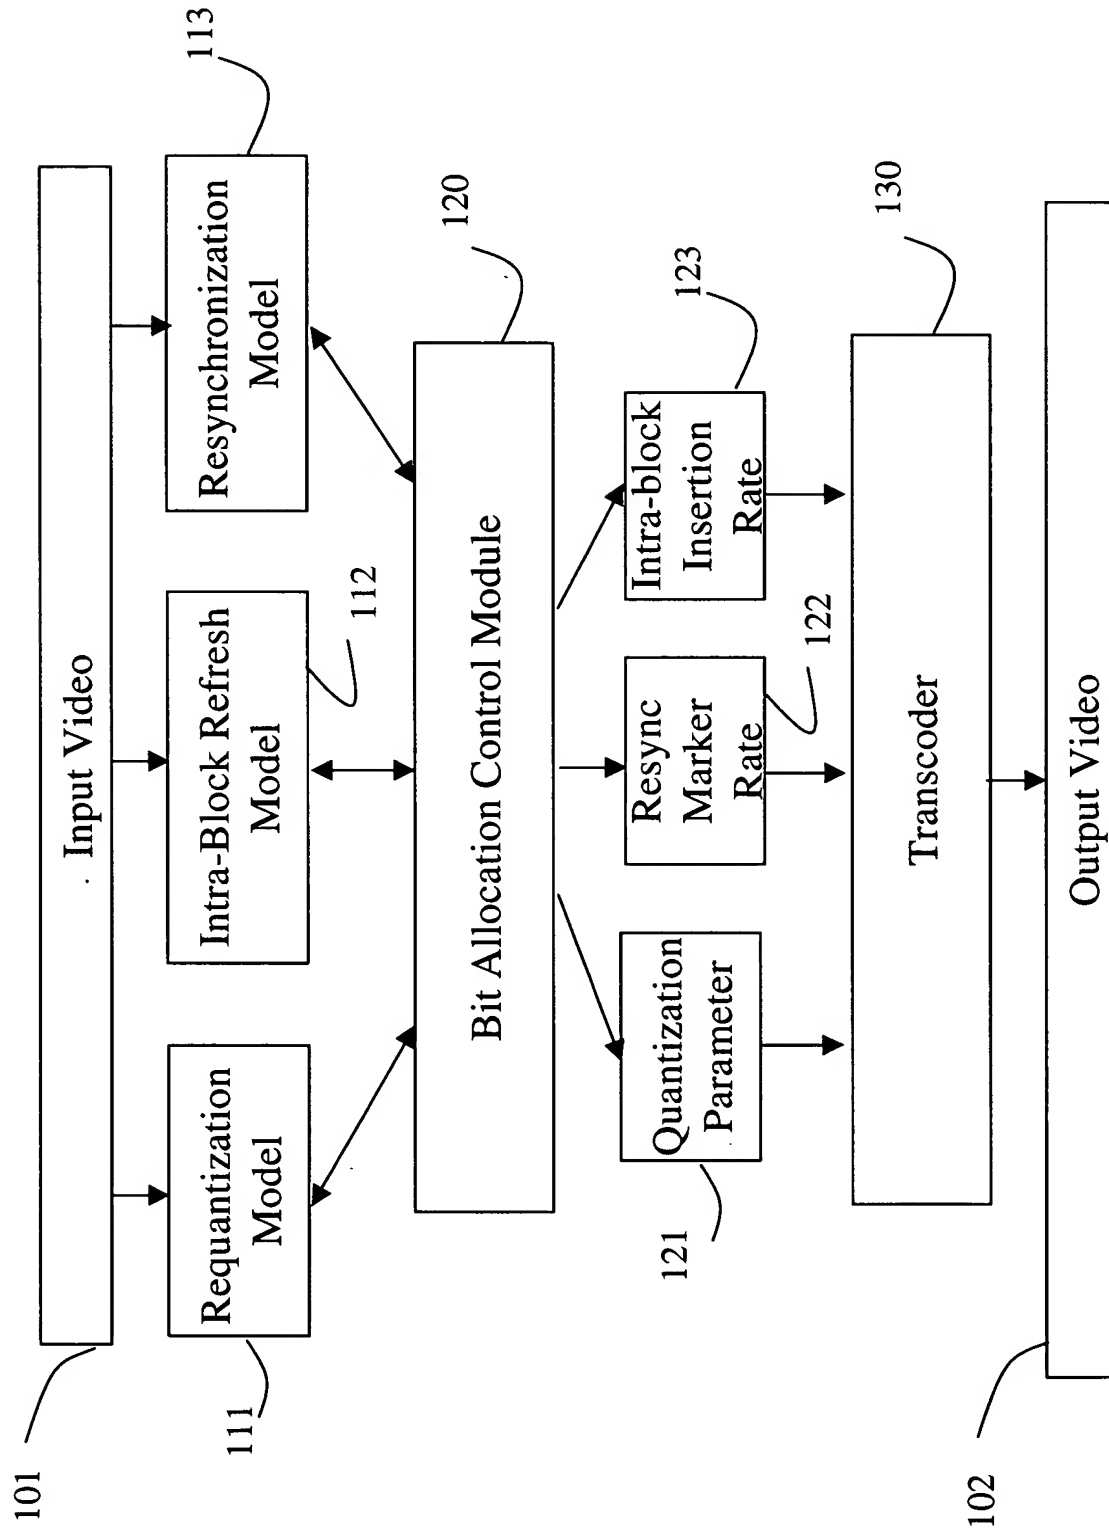 101
Input Video
111
Requantization
Model
Intra-Block Refresh
Model
112
Resynchronization
Model
113
Bit Allocation Control Module
120
121
Quantization
Parameter
Resync
Marker
Rate
122
Intra-block
Insertion
Rate
123
Transcoder
130
102
Output Video